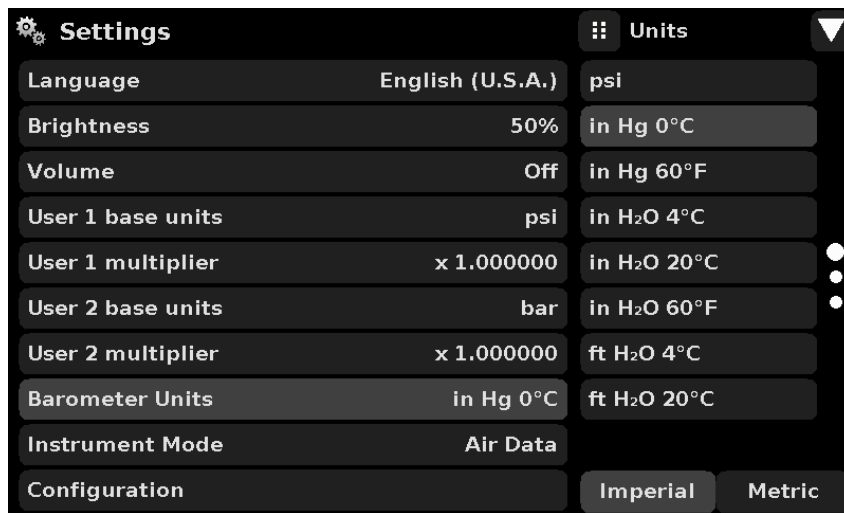 Settings
Language English (U.S.A.)
Brightness 50%
Volume Off
User 1 base units psi
User 1 multiplier x 1.000000
User 2 base units bar
User 2 multiplier x 1.000000
Barometer Units in Hg 0°C
Instrument Mode Air Data
Configuration
Units
psi
in Hg 0°C
in Hg 60°F
in H₂O 4°C
in H₂O 20°C
in H₂O 60°F
ft H₂O 4°C
ft H₂O 20°C
Imperial Metric